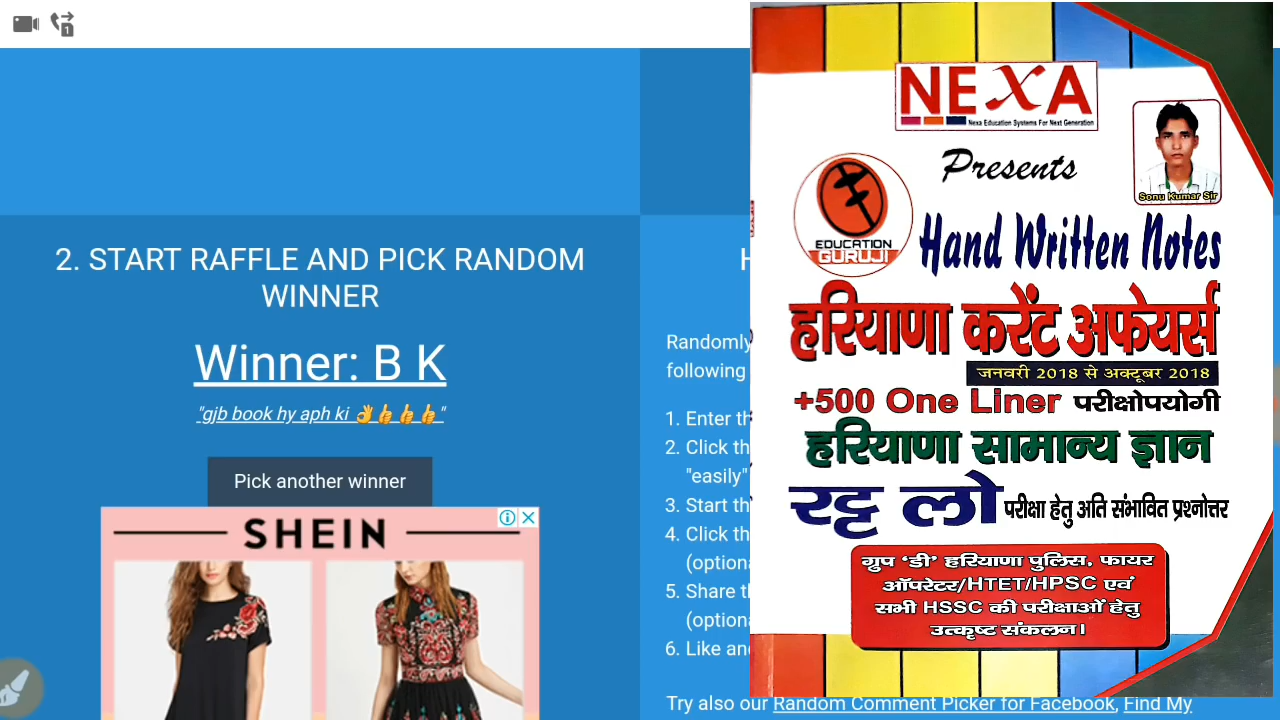 1
2. START RAFFLE AND PICK RANDOM
WINNER
Winner: B K
"gjb book hy aph ki 👌👍👍👍"
Pick another winner
SHEIN
H
Randomly
following
1. Enter th
2. Click th
"easily"
3. Start th
4. Click th
(optiona
5. Share th
(optiona
6. Like and
Try also our Random Comment Picker for Facebook, Find My
NEXA
Nexa Education Systems For Next Generation
Presents
Sonu Kumar Sir
EDUCATION
GURUJI
Hand Written Notes
हरियाणा करेंट अफेयर्स
जनवरी 2018 से अक्टूबर 2018
+500 One Liner परीक्षोपयोगी
हरियाणा सामान्य ज्ञान
रट्ट लो परीक्षा हेतु अति संभावित प्रश्नोत्तर
ग्रुप ‘डी’ हरियाणा पुलिस, फायर
ऑपरेटर/HTET/HPSC एवं
सभी HSSC की परीक्षाओं हेतु
उत्कृष्ट संकलन।